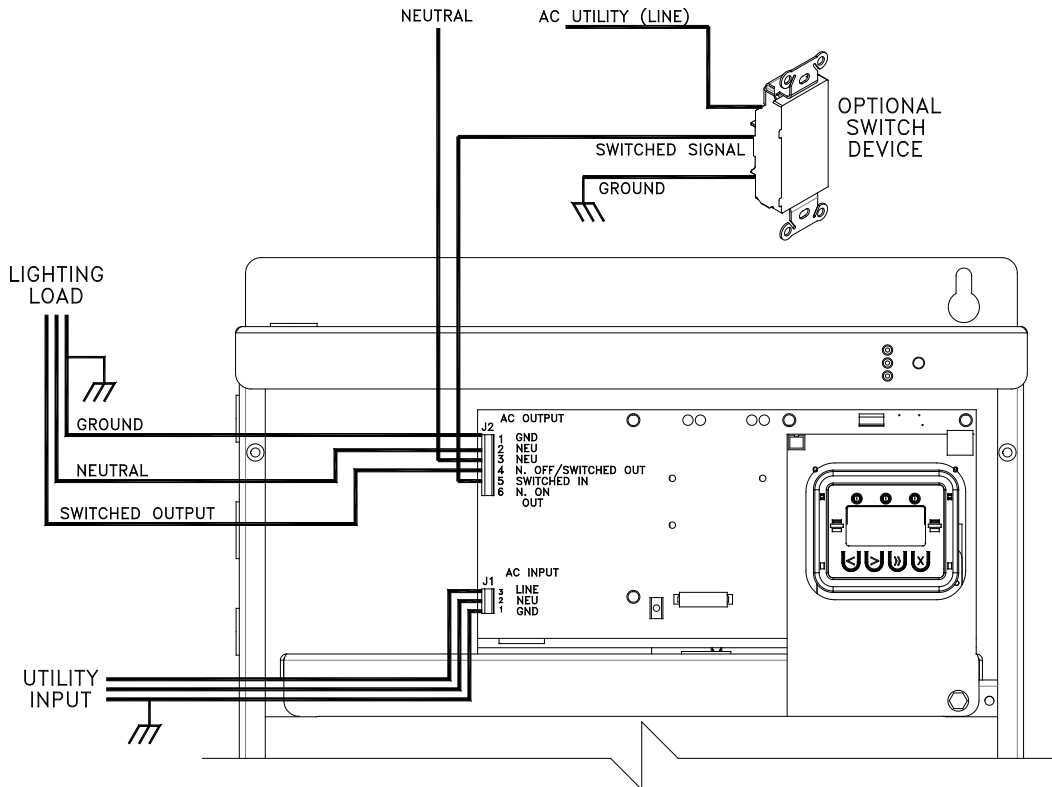 NEUTRAL
AC UTILITY (LINE)
OPTIONAL
SWITCH
DEVICE
SWITCHED SIGNAL
GROUND
LIGHTING
LOAD
GROUND
NEUTRAL
SWITCHED OUTPUT
AC OUTPUT
J2
1 GND
2 NEU
3 NEU
4 N. OFF/SWITCHED OUT
5 SWITCHED IN
6 N. ON
OUT
AC INPUT
J1
3 LINE
2 NEU
1 GND
< > » X
UTILITY
INPUT